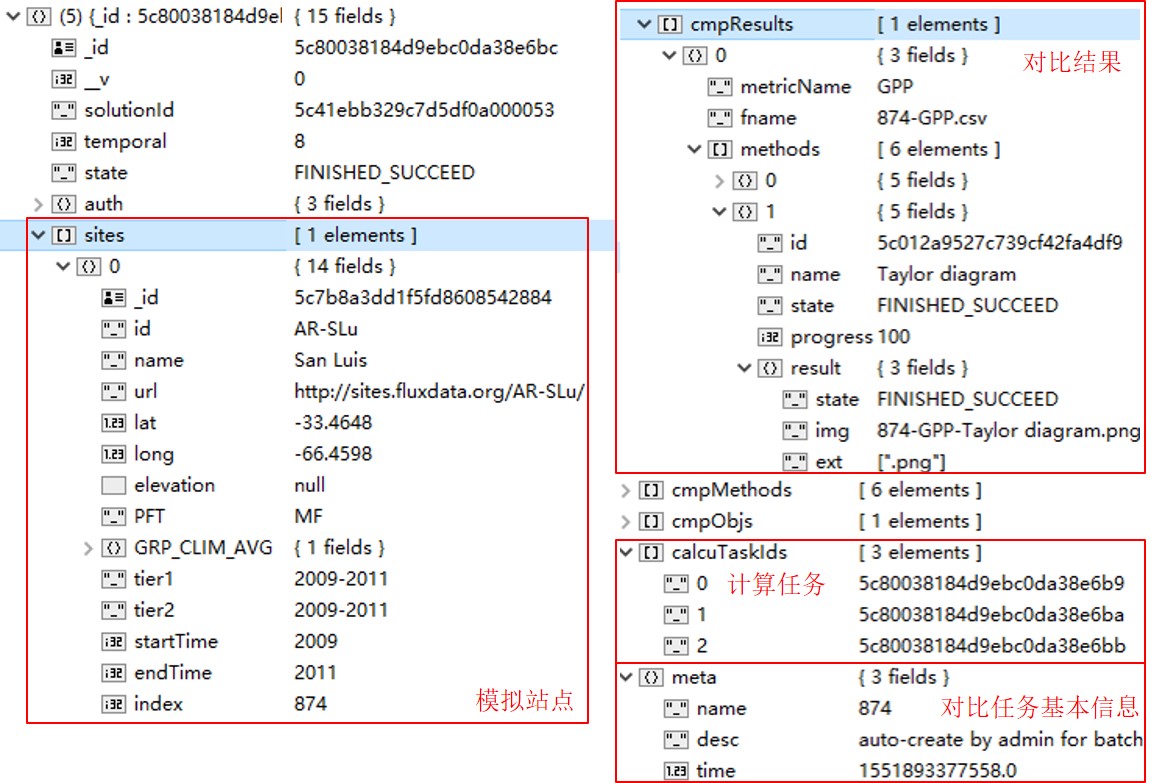 (5) {_id : 5c80038184d9el { 15 fields }
_id 5c80038184d9ebc0da38e6bc
__v 0
solutionId 5c41ebb329c7d5df0a000053
temporal 8
state FINISHED_SUCCEED
auth { 3 fields }
sites [ 1 elements ]
0 { 14 fields }
_id 5c7b8a3dd1f5fd8608542884
id AR-SLu
name San Luis
url http://sites.fluxdata.org/AR-SLu/
lat -33.4648
long -66.4598
elevation null
PFT MF
GRP_CLIM_AVG { 1 fields }
tier1 2009-2011
tier2 2009-2011
startTime 2009
endTime 2011
index 874
模拟站点
cmpResults [ 1 elements ]
0 { 3 fields }
对比结果
metricName GPP
fname 874-GPP.csv
methods [ 6 elements ]
0 { 5 fields }
1 { 5 fields }
id 5c012a9527c739cf42fa4df9
name Taylor diagram
state FINISHED_SUCCEED
progress 100
result { 3 fields }
state FINISHED_SUCCEED
img 874-GPP-Taylor diagram.png
ext [".png"]
cmpMethods [ 6 elements ]
cmpObjs [ 1 elements ]
calcuTaskIds [ 3 elements ]
0 计算任务 5c80038184d9ebc0da38e6b9
1 5c80038184d9ebc0da38e6ba
2 5c80038184d9ebc0da38e6bb
meta { 3 fields }
name 874 对比任务基本信息
desc auto-create by admin for batch
time 1551893377558.0